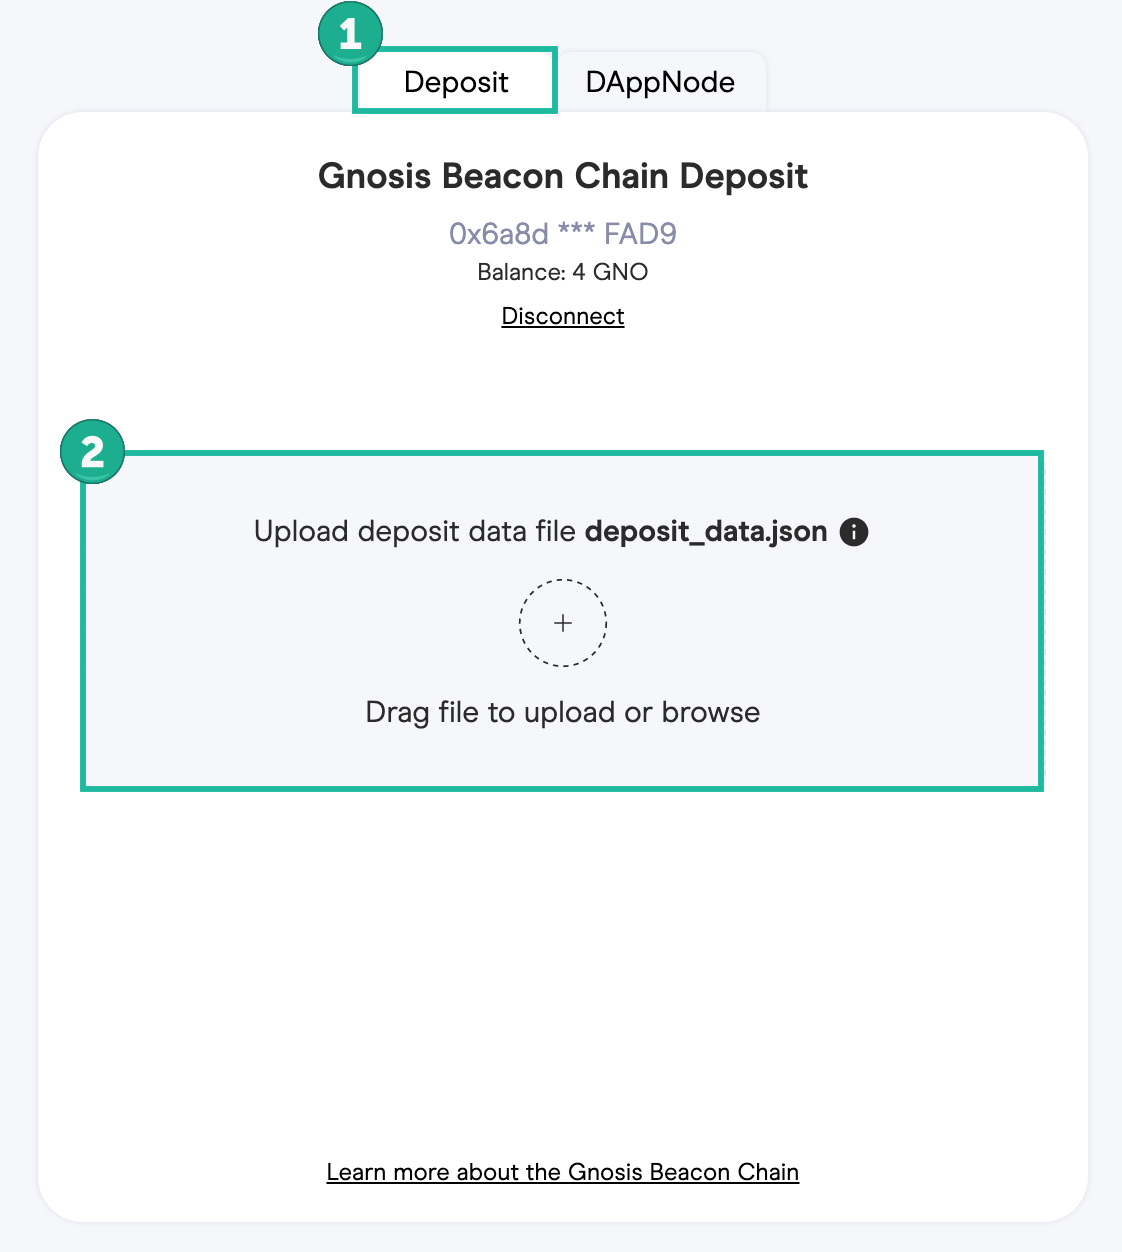 1
Deposit DAppNode
Gnosis Beacon Chain Deposit
0x6a8d *** FAD9
Balance: 4 GNO
Disconnect
2
Upload deposit data file deposit_data.json i
+
Drag file to upload or browse
Learn more about the Gnosis Beacon Chain